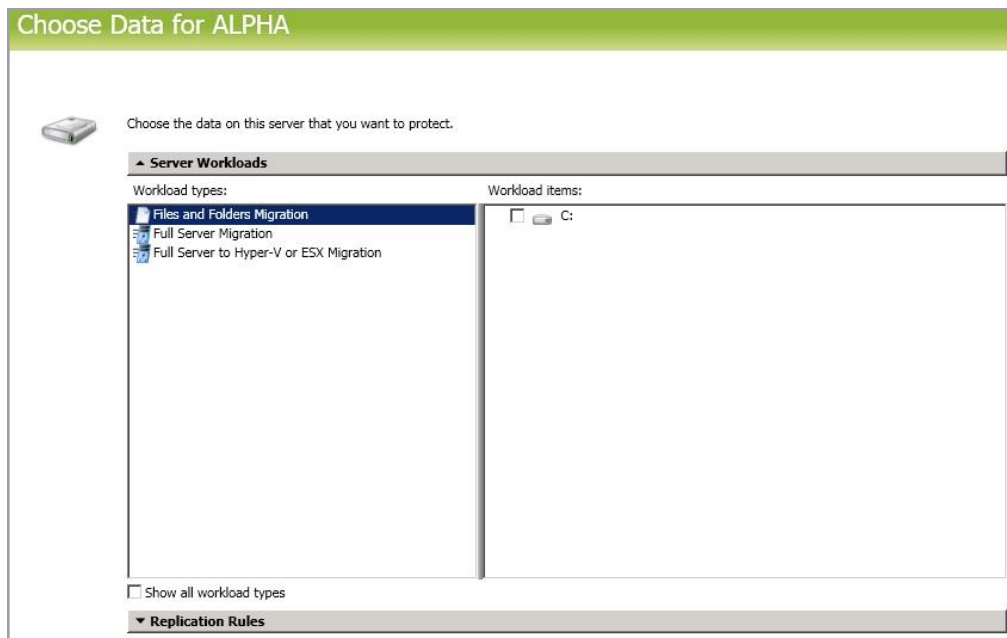 Choose Data for ALPHA
Choose the data on this server that you want to protect.
Server Workloads
Workload types:
Workload items:
Files and Folders Migration
Full Server Migration
Full Server to Hyper-V or ESX Migration
C:
Show all workload types
Replication Rules